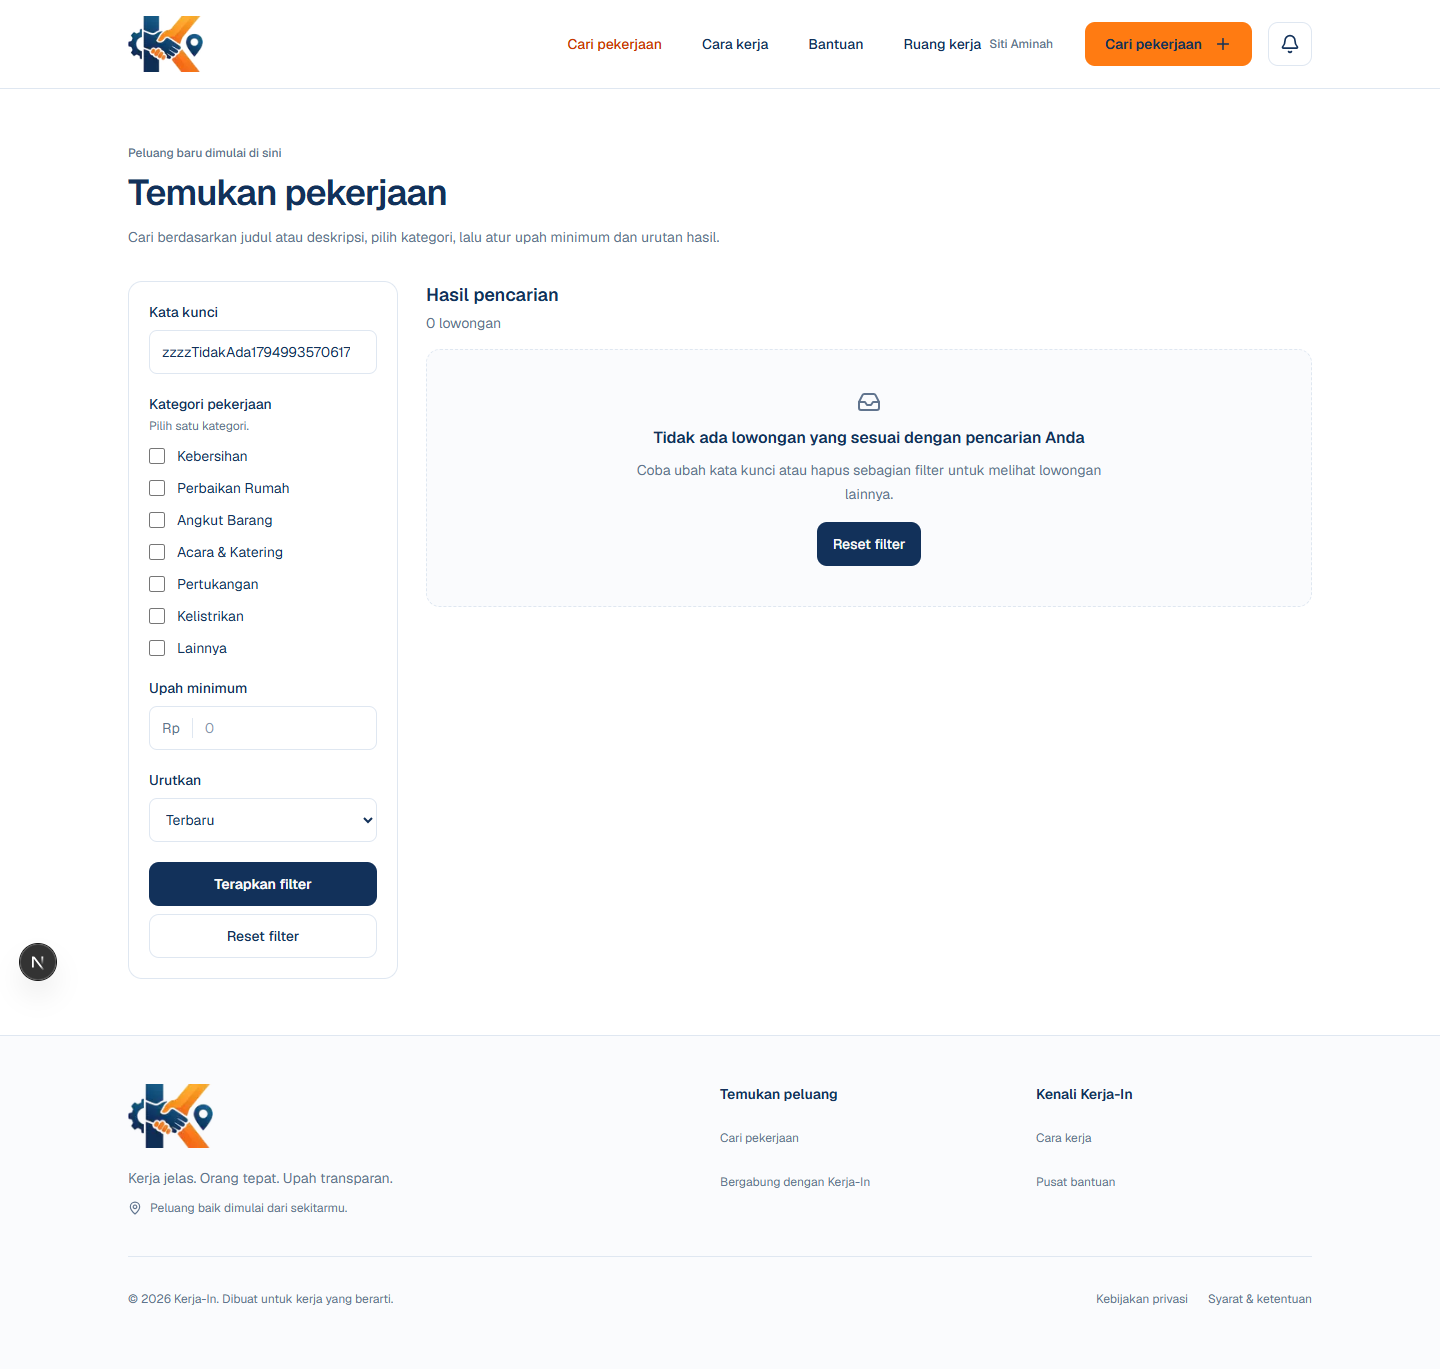 Cari pekerjaan
Cara kerja
Bantuan
Ruang kerja Siti Aminah
Cari pekerjaan
Peluang baru dimulai di sini
Temukan pekerjaan
Cari berdasarkan judul atau deskripsi, pilih kategori, lalu atur upah minimum dan urutan hasil.
Kata kunci
zzzzTidakAda1794993570617
Kategori pekerjaan
Pilih satu kategori.
Kebersihan
Perbaikan Rumah
Angkut Barang
Acara & Katering
Pertukangan
Kelistrikan
Lainnya
Upah minimum
Rp 0
Urutkan
Terbaru
Terapkan filter
Reset filter
Hasil pencarian
0 lowongan
Tidak ada lowongan yang sesuai dengan pencarian Anda
Coba ubah kata kunci atau hapus sebagian filter untuk melihat lowongan
lainnya.
Reset filter
N
Kerja jelas. Orang tepat. Upah transparan.
Peluang baik dimulai dari sekitarmu.
Temukan peluang
Cari pekerjaan
Bergabung dengan Kerja-In
Kenali Kerja-In
Cara kerja
Pusat bantuan
© 2026 Kerja-In. Dibuat untuk kerja yang berarti.
Kebijakan privasi
Syarat & ketentuan